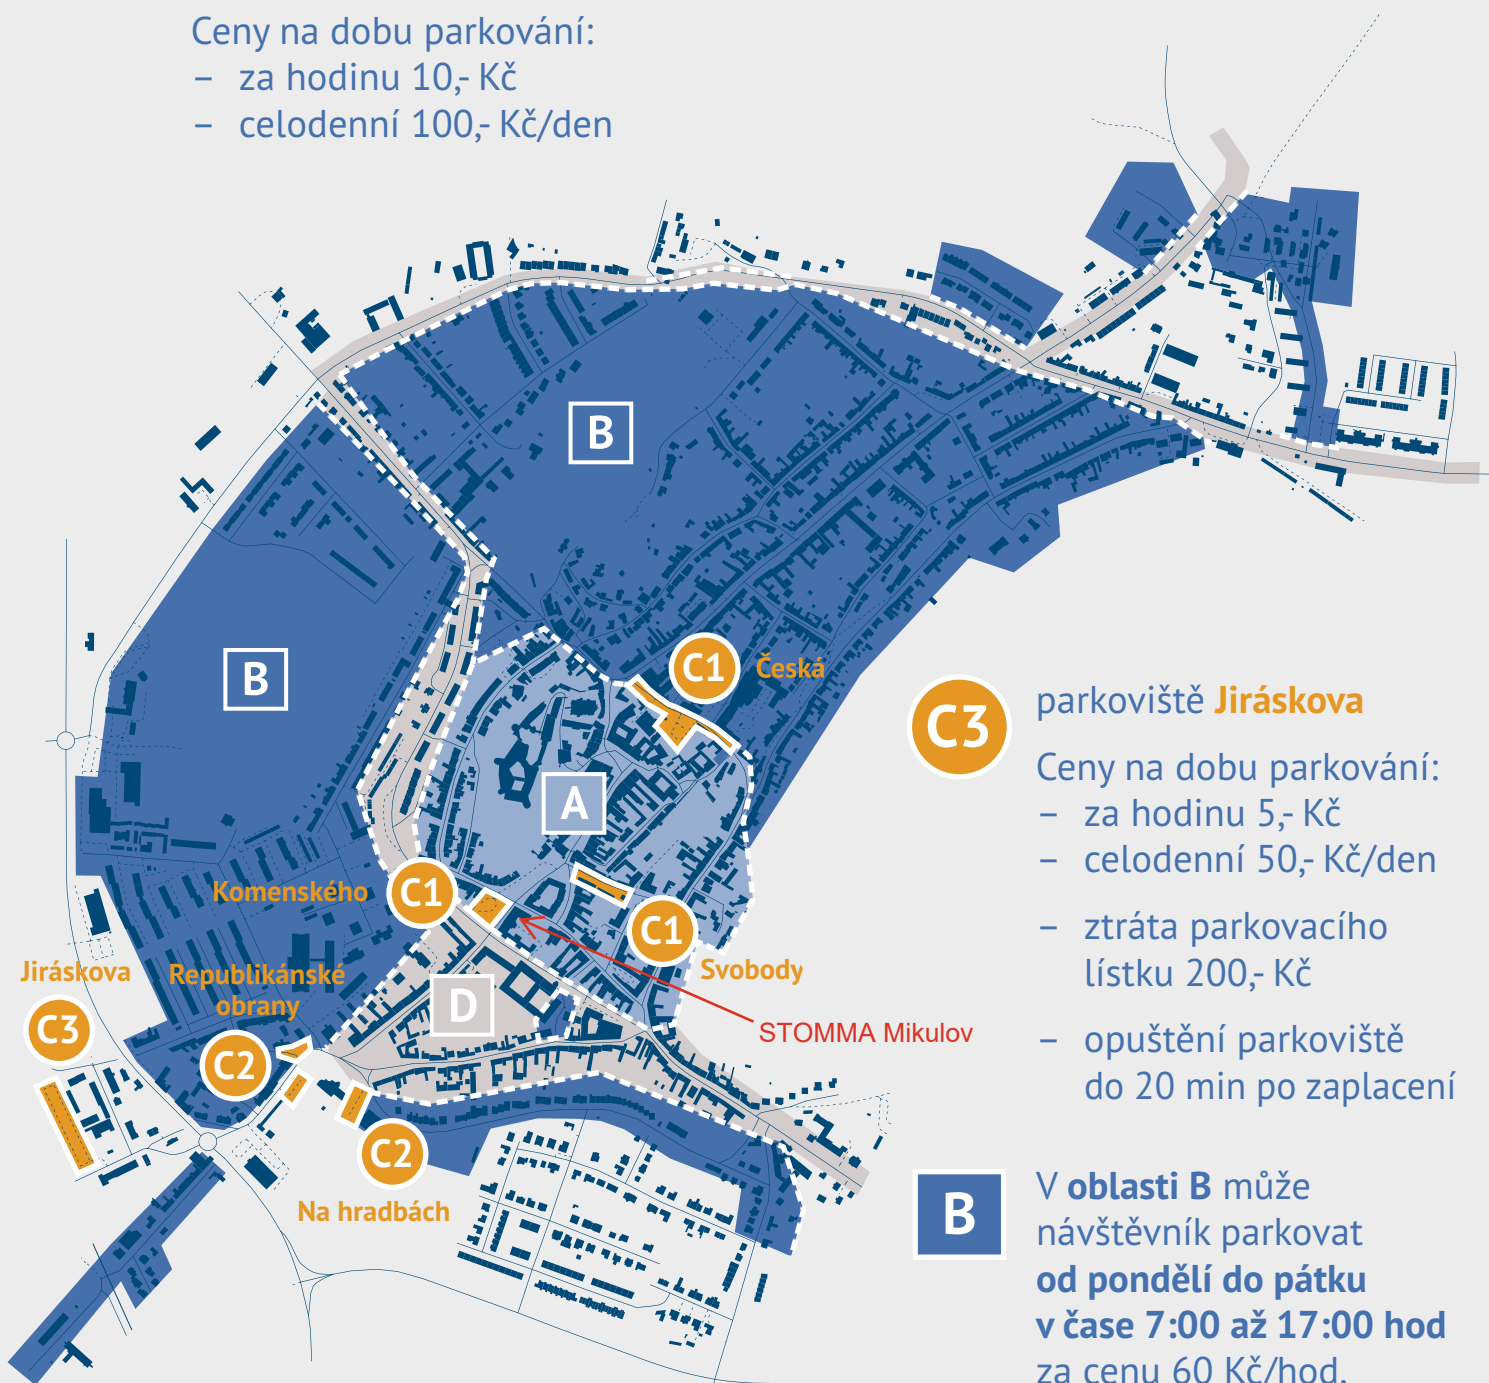 Ceny na dobu parkování:
– za hodinu 10,- Kč
– celodenní 100,- Kč/den
B
B
C1 Česká
A
Komenského C1
C1
Svobody
Jiráskova
C3
Republikánské
obrany
C2
D
STOMMA Mikulov
C2
Na hradbách
C3 parkoviště Jiráskova
Ceny na dobu parkování:
– za hodinu 5,- Kč
– celodenní 50,- Kč/den
– ztráta parkovacího
lístku 200,- Kč
– opuštění parkoviště
do 20 min po zaplacení
B V oblasti B může
návštěvník parkovat
od pondělí do pátku
v čase 7:00 až 17:00 hod
za cenu 60 Kč/hod.